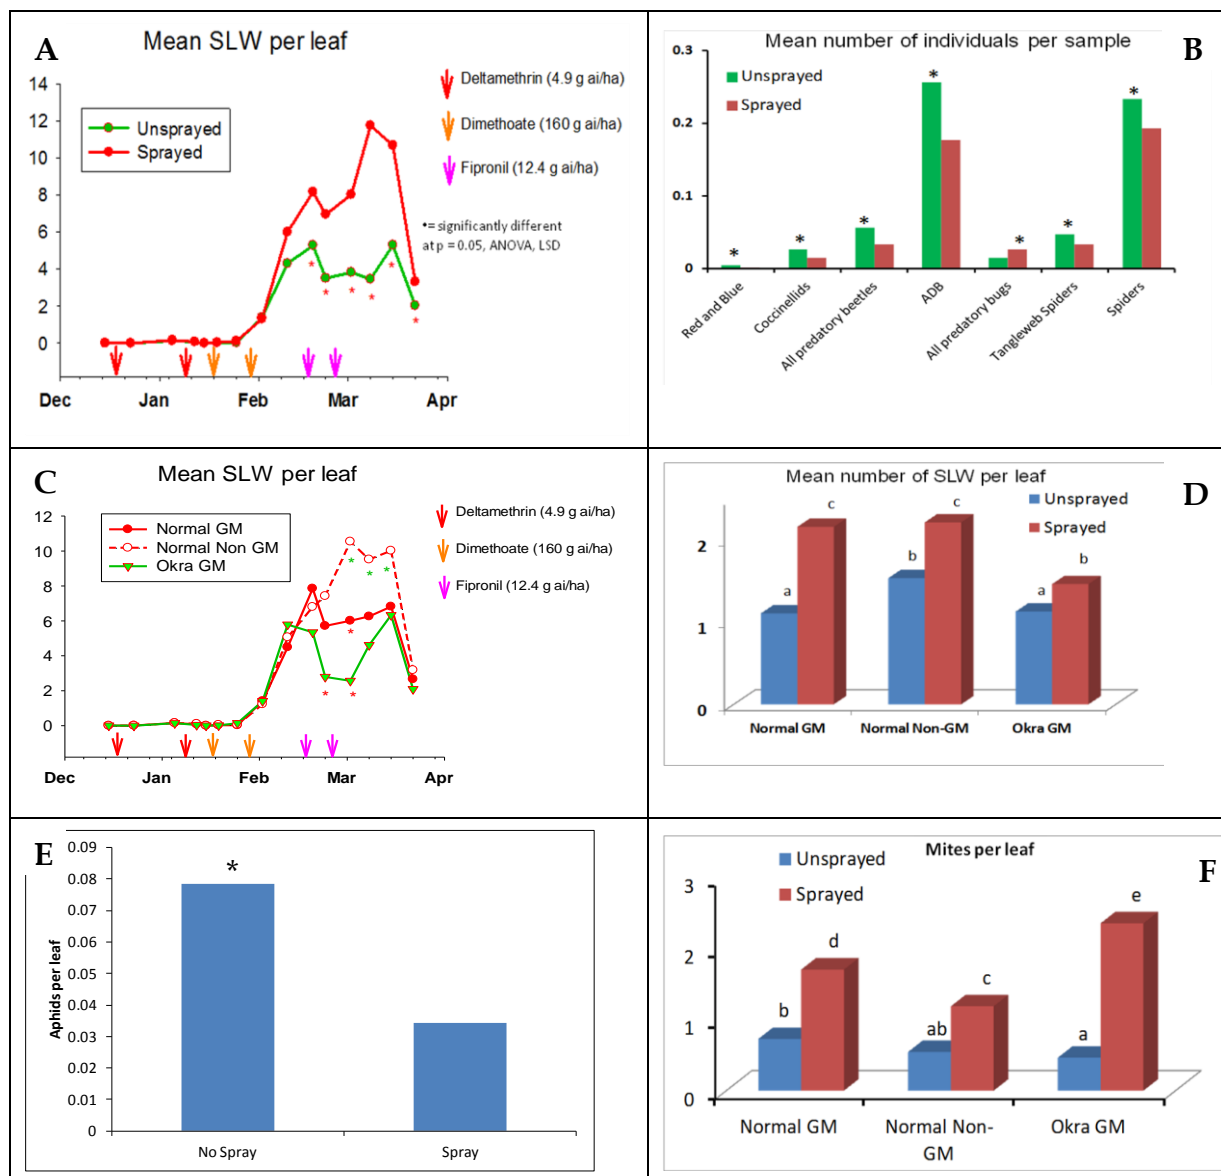 A
Mean SLW per leaf
14
12
10
8
6
4
2
0
Unsprayed
Sprayed
Deltamethrin (4.9 g ai/ha)
Dimethoate (160 g ai/ha)
Fipronil (12.4 g ai/ha)
*= significantly different
at p = 0.05, ANOVA, LSD
* * * * * *
Dec Jan Feb Mar Apr
B
Mean number of individuals per sample
0.3
0.2
0.1
0
Unsprayed
Sprayed
* * * * * * *
Red and Blue
Coccinellids
All predatory beetles
ADB
All predatory bugs
Tangleweb Spiders
Spiders
C
Mean SLW per leaf
12
10
8
6
4
2
0
Normal GM
Normal Non GM
Okra GM
Deltamethrin (4.9 g ai/ha)
Dimethoate (160 g ai/ha)
Fipronil (12.4 g ai/ha)
* * *
*
* *
Dec Jan Feb Mar Apr
D
Mean number of SLW per leaf
Unsprayed
Sprayed
2
1
0
a c b c a b
Normal GM Normal Non-GM Okra GM
E
Aphids per leaf
0.09
0.08
0.07
0.06
0.05
0.04
0.03
0.02
0.01
0
*
No Spray Spray
F
Mites per leaf
Unsprayed
Sprayed
3
2
1
0
b d ab c a e
Normal GM Normal Non-
GM Okra GM